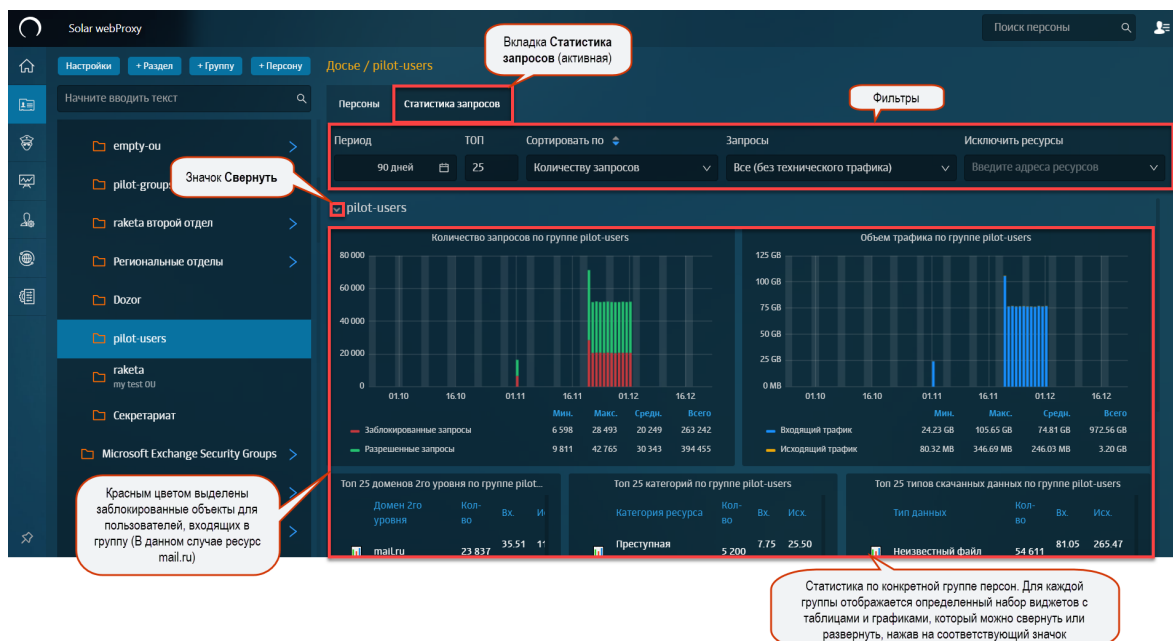 Solar webProxy
Поиск персоны
Вкладка Статистика
запросов (активная)
Настройки
+ Раздел
+ Группу
+ Персону
Досье / pilot-users
Начните вводить текст
Персоны
Статистика запросов
Фильтры
Период
ТОП
Сортировать по
Запросы
Исключить ресурсы
90 дней
25
Количеству запросов
Все (без технического трафика)
Введите адреса ресурсов
empty-ou
pilot-groups
Значок Свернуть
raketa второй отдел
Региональные отделы
Dozor
pilot-users
raketa
my test OU
Секретариат
Microsoft Exchange Security Groups
pilot-users
Количество запросов по группе pilot-users
80 000
60 000
40 000
20 000
0
01.10
16.10
01.11
16.11
01.12
16.12
Мин.
Макс.
Средн.
Всего
Заблокированные запросы
6 598
28 493
20 249
263 242
Разрешенные запросы
9 811
42 765
30 343
394 455
Объем трафика по группе pilot-users
125 GB
100 GB
75 GB
50 GB
25 GB
0 MB
01.10
16.10
01.11
16.11
01.12
16.12
Мин.
Макс.
Средн.
Всего
Входящий трафик
24.23 GB
105.65 GB
74.81 GB
972.56 GB
Исходящий трафик
80.32 MB
346.69 MB
246.03 MB
3.20 GB
Топ 25 доменов 2го уровня по группе pilot...
Домен 2го
уровня
Кол-
во
Вх.
mail.ru
23 837
35.51
Топ 25 категорий по группе pilot-users
Категория ресурса
Кол-
во
Вх.
Исх.
Преступная
5 200
7.75
25.50
Топ 25 типов скачанных данных по группе pilot-users
Тип данных
Кол-
во
Вх.
Исх.
Неизвестный файл
54 611
81.05
265.47
Красным цветом выделены
заблокированные объекты для
пользователей, входящих в
группу (В данном случае ресурс
mail.ru)
Статистика по конкретной группе персон. Для каждой
группы отображается определенный набор виджетов с
таблицами и графиками, который можно свернуть или
развернуть, нажав на соответствующий значок